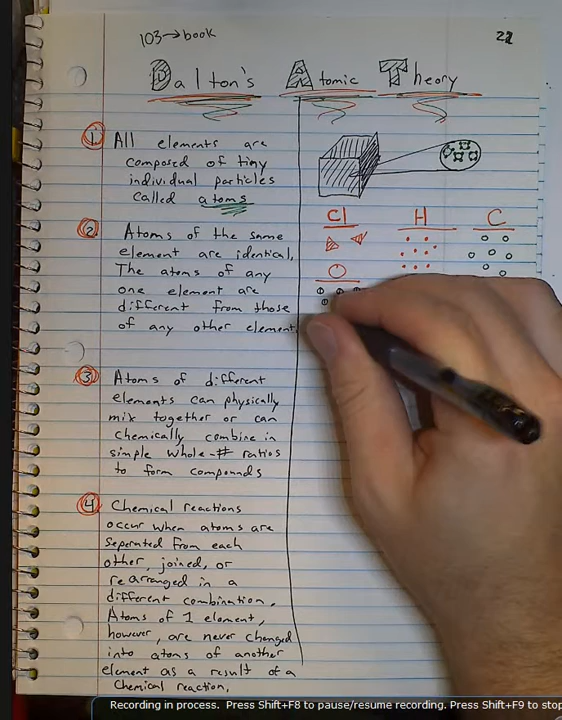 103→book
22
Dalton's Atomic Theory
1 All elements are
composed of tiny
individual particles
called atoms
2 Atoms of the same
element are identical,
The atoms of any
one element are
different from those
of any other element.
3 Atoms of different
elements can physically
mix together or can
chemically combine in
simple whole-# ratios
to form compounds
4 Chemical reactions
occur when atoms are
seperated from each
other, joined, or
rearranged in a
different combination.
Atoms of 1 element,
however, are never changed
into atoms of another
element as a result of a
Chemical reaction.
Cl H C
O
Recording in process. Press Shift+F8 to pause/resume recording. Press Shift+F9 to stop